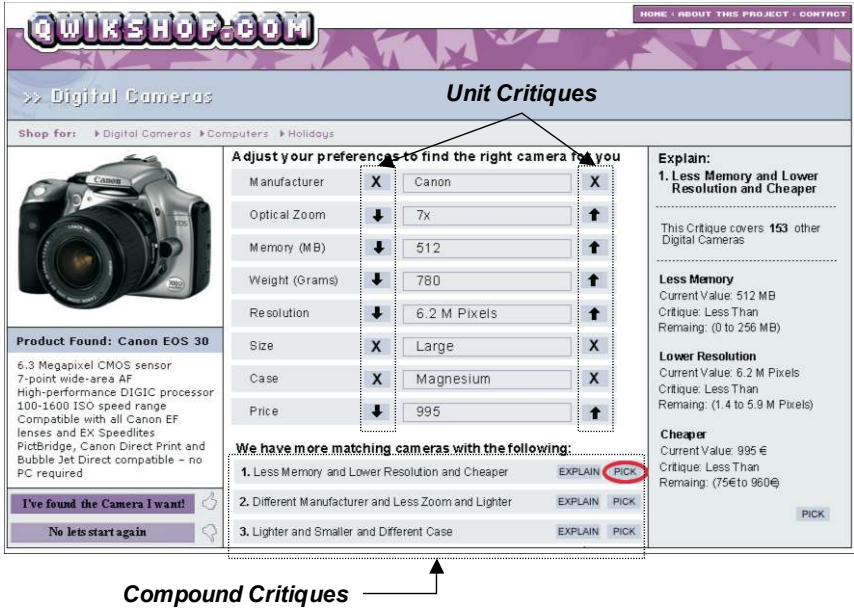 QWIKSHOP.COM
HOME | ABOUT THIS PROJECT | CONTACT
>> Digital Cameras
Unit Critiques
Shop for: Digital Cameras Computers Holidays
Canon
EOS
Product Found: Canon EOS 30
6.3 Megapixel CMOS sensor
7-point wide-area AF
High-performance DIGIC processor
100-1600 ISO speed range
Compatible with all Canon EF
lenses and EX Speedlites
PictBridge, Canon Direct Print and
Bubble Jet Direct compatible – no
PC required
I've found the Camera I want!
No lets start again
Adjust your preferences to find the right camera for you
Manufacturer X Canon X
Optical Zoom 7x
Memory (MB) 512
Weight (Grams) 780
Resolution 6.2 M Pixels
Size X Large X
Case X Magnesium X
Price 995
We have more matching cameras with the following:
1. Less Memory and Lower Resolution and Cheaper EXPLAIN PICK
2. Different Manufacturer and Less Zoom and Lighter EXPLAIN PICK
3. Lighter and Smaller and Different Case EXPLAIN PICK
Explain:
1. Less Memory and Lower
Resolution and Cheaper
This Critique covers 153 other
Digital Cameras
Less Memory
Current Value: 512 MB
Critique: Less Than
Remaing: (0 to 256 MB)
Lower Resolution
Current Value: 6.2 M Pixels
Critique: Less Than
Remaing: (1.4 to 5.9 M Pixels)
Cheaper
Current Value: 995 €
Critique: Less Than
Remaing: (75€to 960€)
PICK
Compound Critiques